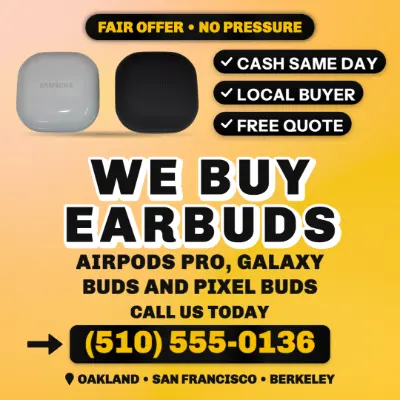 FAIR OFFER • NO PRESSURE
SAMSUNG
✓ CASH SAME DAY
✓ LOCAL BUYER
✓ FREE QUOTE
WE BUY
EARBUDS
AIRPODS PRO, GALAXY
BUDS AND PIXEL BUDS
CALL US TODAY
→ (510) 555-0136
OAKLAND • SAN FRANCISCO • BERKELEY